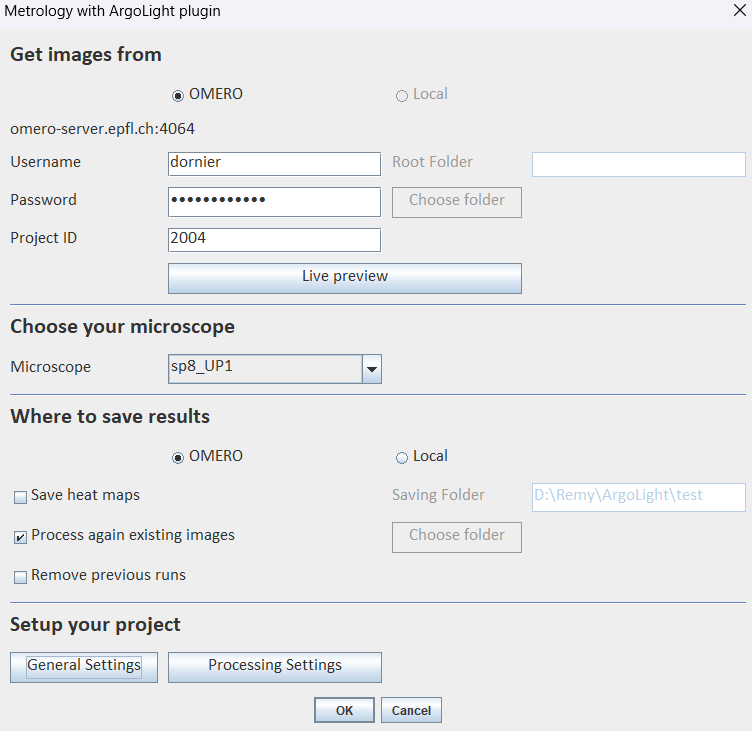 Metrology with ArgoLight plugin
Get images from
OMERO Local
omero-server.epfl.ch:4064
Username dornier Root Folder
Password •••••••••••• Choose folder
Project ID 2004
Live preview
Choose your microscope
Microscope sp8_UP1
Where to save results
OMERO Local
Save heat maps Saving Folder D:\Remy\ArgoLight\test
Process again existing images Choose folder
Remove previous runs
Setup your project
General Settings Processing Settings
OK Cancel